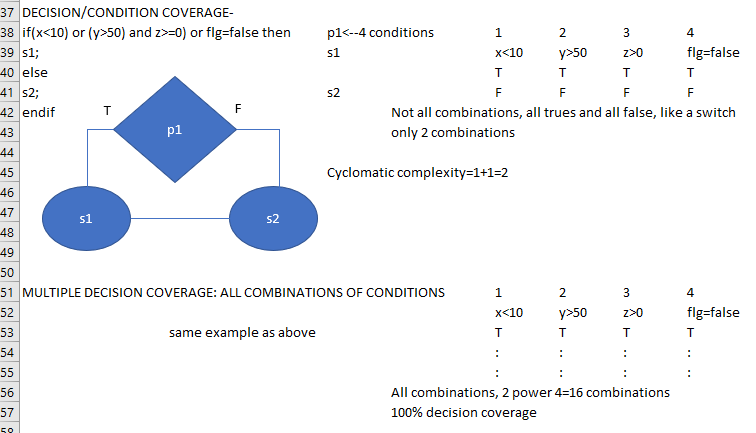 37 DECISION/CONDITION COVERAGE-
38 if(x<10) or (y>50) and z>=0) or flg=false then p1<--4 conditions 1 2 3 4
39 s1; s1 x<10 y>50 z>0 flg=false
40 else T T T T
41 s2; s2 F F F F
42 endif T F Not all combinations, all trues and all false, like a switch
43 p1 only 2 combinations
44
45 Cyclomatic complexity=1+1=2
46
47
48 s1 s2
49
50
51 MULTIPLE DECISION COVERAGE: ALL COMBINATIONS OF CONDITIONS 1 2 3 4
52 x<10 y>50 z>0 flg=false
53 same example as above T T T T
54 : : : :
55 : : : :
56 All combinations, 2 power 4=16 combinations
57 100% decision coverage
58